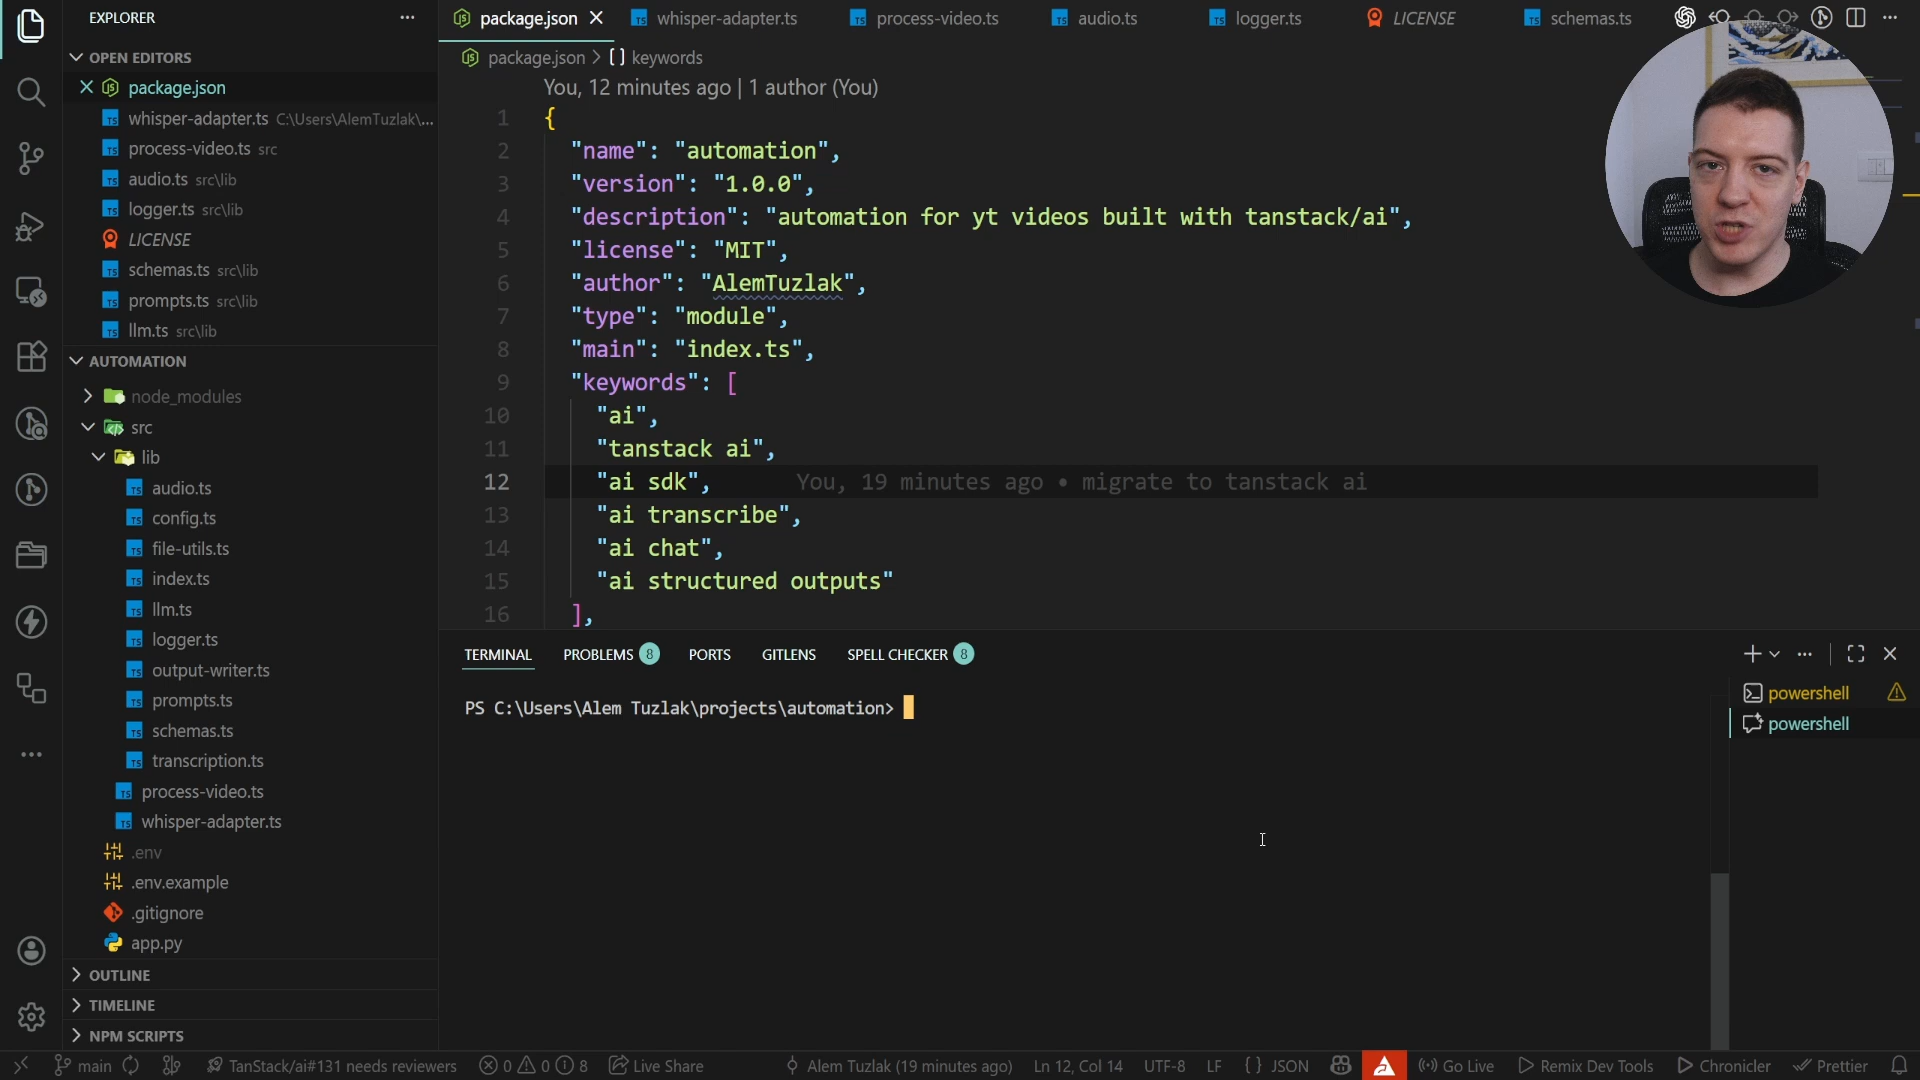 EXPLORER
OPEN EDITORS
package.json
whisper-adapter.ts C:\Users\AlemTuzlak\...
process-video.ts src
audio.ts src\lib
logger.ts src\lib
LICENSE
schemas.ts src\lib
prompts.ts src\lib
llm.ts src\lib
AUTOMATION
node_modules
src
lib
audio.ts
config.ts
file-utils.ts
index.ts
llm.ts
logger.ts
output-writer.ts
prompts.ts
schemas.ts
transcription.ts
process-video.ts
whisper-adapter.ts
.env
.env.example
.gitignore
app.py
OUTLINE
TIMELINE
NPM SCRIPTS
package.json whisper-adapter.ts process-video.ts audio.ts logger.ts LICENSE schemas.ts
package.json > [ ] keywords
You, 12 minutes ago | 1 author (You)
1 {
2 "name": "automation",
3 "version": "1.0.0",
4 "description": "automation for yt videos built with tanstack/ai",
5 "license": "MIT",
6 "author": "AlemTuzlak",
7 "type": "module",
8 "main": "index.ts",
9 "keywords": [
10 "ai",
11 "tanstack ai",
12 "ai sdk", You, 19 minutes ago • migrate to tanstack ai
13 "ai transcribe",
14 "ai chat",
15 "ai structured outputs"
16 ],
TERMINAL PROBLEMS 8 PORTS GITLENS SPELL CHECKER 8
PS C:\Users\Alem Tuzlak\projects\automation>
powershell
powershell
main TanStack/ai#131 needs reviewers 0 0 8 Live Share Alem Tuzlak (19 minutes ago) Ln 12, Col 14 UTF-8 LF { } JSON Go Live Remix Dev Tools Chronicler Prettier